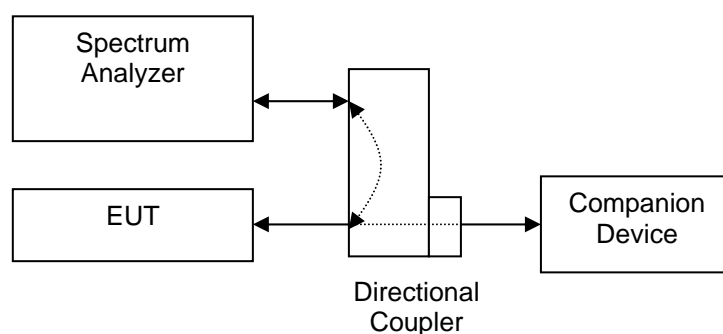 Spectrum
Analyzer
EUT
Companion
Device
Directional
Coupler